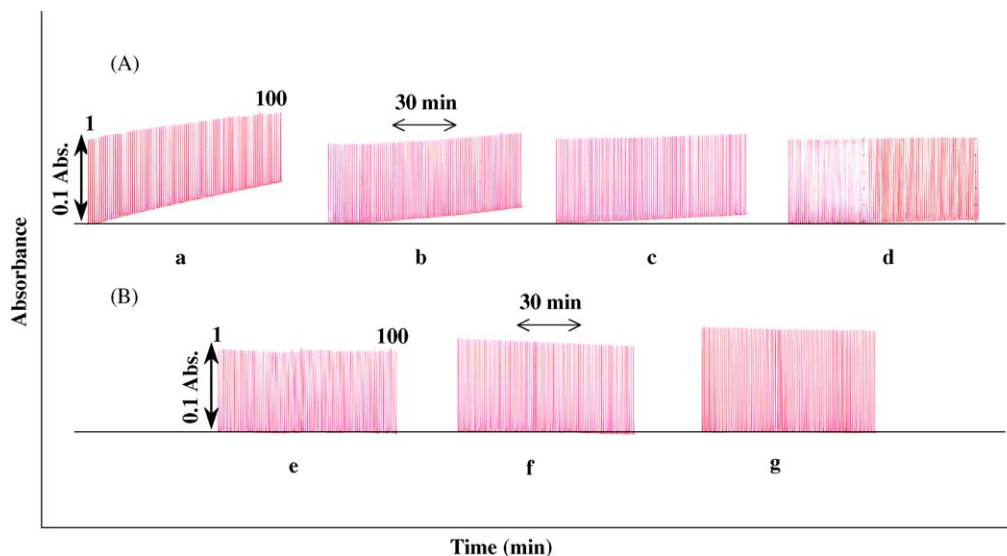 (A)
1
100
30 min
0.1 Abs.
a
b
c
d
Absorbance
(B)
1
100
30 min
0.1 Abs.
e
f
g
Time (min)